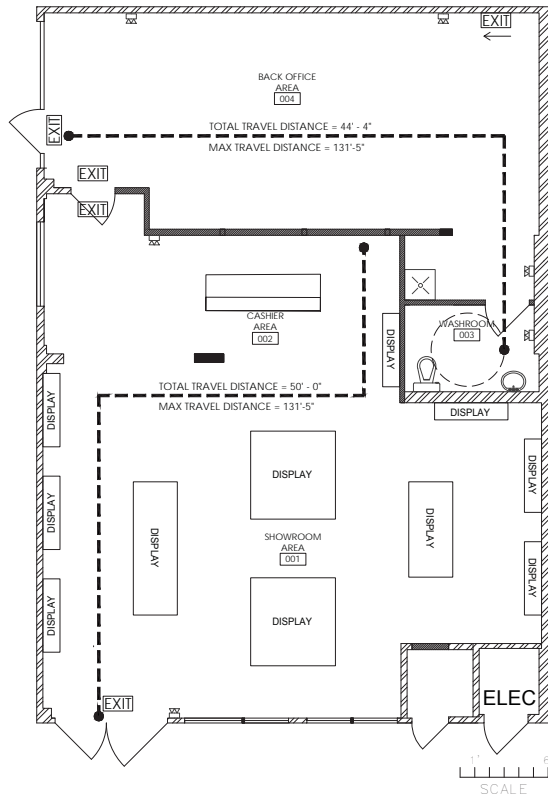 EXIT
BACK OFFICE
AREA
004
TOTAL TRAVEL DISTANCE = 44' - 4"
MAX TRAVEL DISTANCE = 131'-5"
EXIT
EXIT
EXIT
CASHIER
AREA
002
WASHROOM
003
DISPLAY
TOTAL TRAVEL DISTANCE = 50' - 0"
MAX TRAVEL DISTANCE = 131'-5"
DISPLAY
DISPLAY
DISPLAY
DISPLAY
DISPLAY
DISPLAY
DISPLAY
SHOWROOM
AREA
001
DISPLAY
DISPLAY
DISPLAY
DISPLAY
EXIT
ELEC
1'
6
SCALE